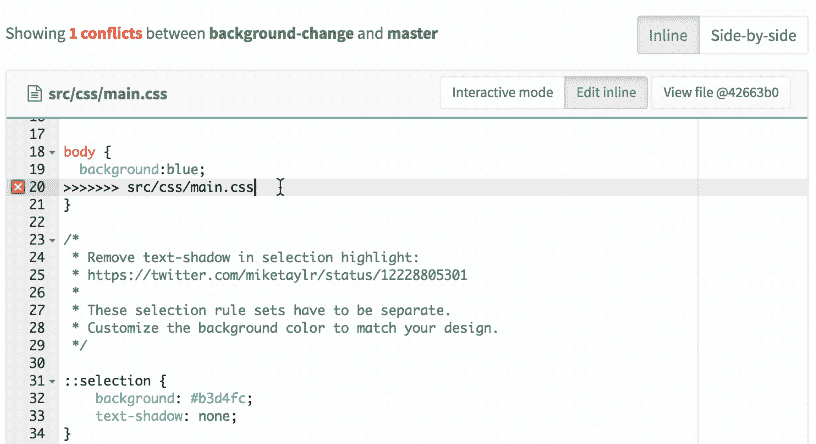 Showing 1 conflicts between background-change and master
Inline Side-by-side
src/css/main.css Interactive mode Edit inline View file @42663b0
17
18 body {
19   background:blue;
20 >>>>>>> src/css/main.css
21 }
22
23 /*
24  * Remove text-shadow in selection highlight:
25  * https://twitter.com/miketaylr/status/12228805301
26  *
27  * These selection rule sets have to be separate.
28  * Customize the background color to match your design.
29  */
30
31 ::selection {
32     background: #b3d4fc;
33     text-shadow: none;
34 }